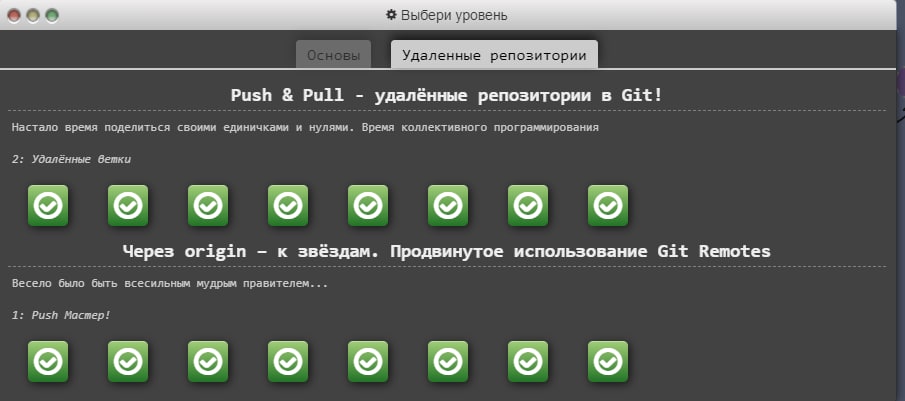 Выбери уровень
Основы
Удаленные репозитории
Push & Pull - удалённые репозитории в Git!
Настало время поделиться своими единичками и нулями. Время коллективного программирования
2: Удалённые ветки
Через origin – к звёздам. Продвинутое использование Git Remotes
Весело было быть всесильным мудрым правителем...
1: Push Мастер!